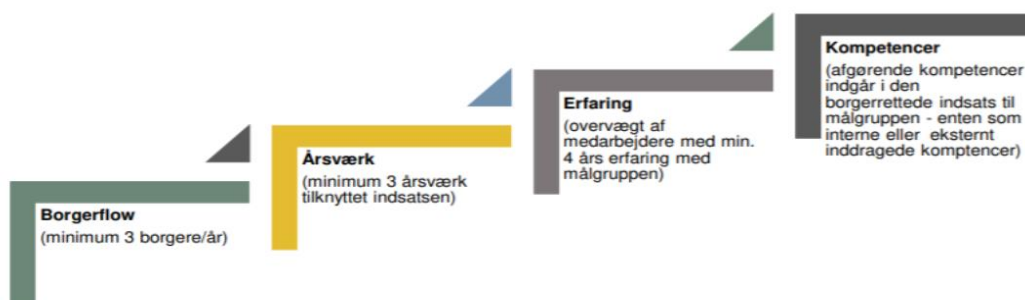 Borgerflow
(minimum 3 borgere/år)
Årsværk
(minimum 3 årsværk
tilknyttet indsatsen)
Erfaring
(overvægt af
medarbejdere med min.
4 års erfaring med
målgruppen)
Kompetencer
(afgørende kompetencer
indgår i den
borgerrettede indsats til
målgruppen - enten som
interne eller eksternt
inddragede komptencer)